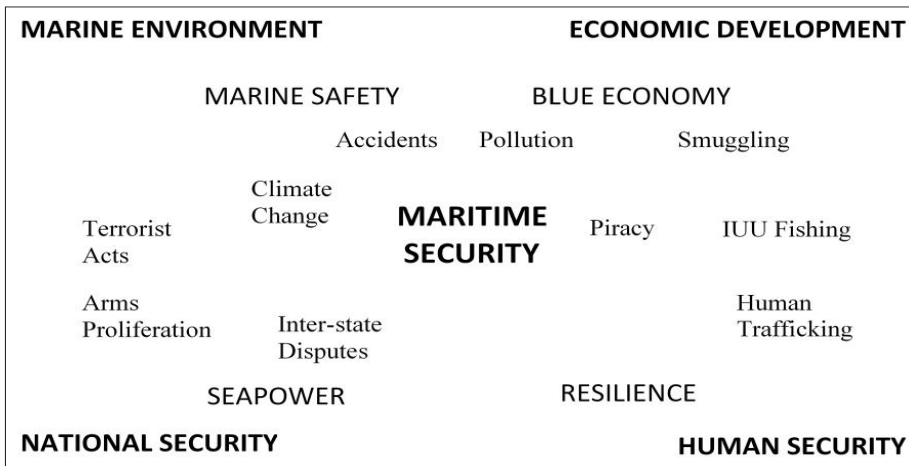 MARINE ENVIRONMENT
ECONOMIC DEVELOPMENT
MARINE SAFETY
BLUE ECONOMY
Accidents
Pollution
Smuggling
Climate
Change
MARITIME
SECURITY
Terrorist
Acts
Piracy
IUU Fishing
Arms
Proliferation
Inter-state
Disputes
Human
Trafficking
SEAPOWER
RESILIENCE
NATIONAL SECURITY
HUMAN SECURITY